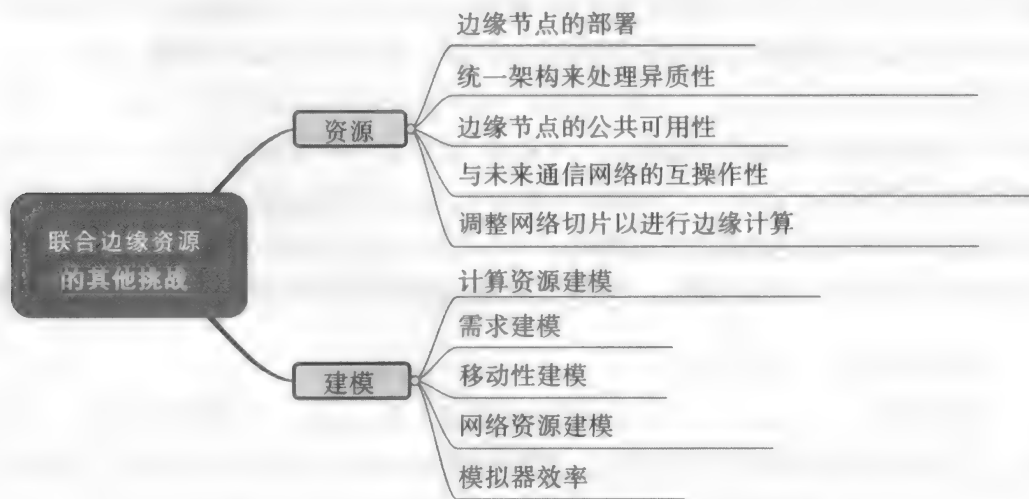 联合边缘资源
的其他挑战
资源
边缘节点的部署
统一架构来处理异质性
边缘节点的公共可用性
与未来通信网络的互操作性
调整网络切片以进行边缘计算
建模
计算资源建模
需求建模
移动性建模
网络资源建模
模拟器效率